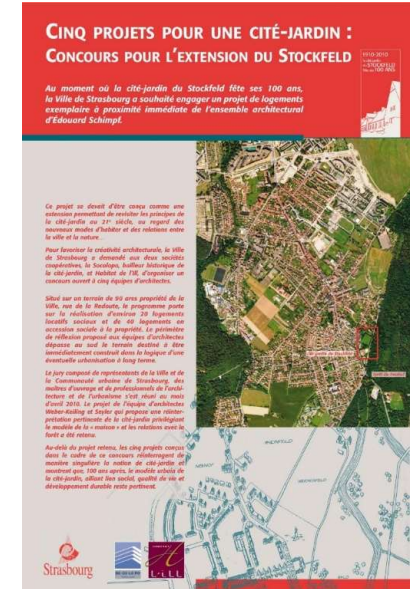 CINQ PROJETS POUR UNE CITÉ-JARDIN :
CONCOURS POUR L'EXTENSION DU STOCKFELD
Au moment où la cité-jardin du Stockfeld fête ses 100 ans,
la Ville de Strasbourg a souhaité engager un projet de logements
exemplaire à proximité immédiate de l'ensemble architectural
d'Édouard Schimpf.
1910-2010
100 ANS
Ce projet se devait d'être conçu comme une
extension permettant de revisiter les principes de
la cité-jardin au 21e siècle, au regard des
nouveaux modes d'habiter et des relations entre
la ville et la nature.
Pour favoriser la créativité architecturale, la Ville
de Strasbourg a demandé aux deux sociétés
coopératives, la Socolopo, bailleur historique de
la cité-jardin, et Habitat de l'Ill, d'organiser un
concours ouvert à cinq équipes d'architectes.
Situé sur un terrain de 90 ares propriété de la
Ville, rue de la Redoute, le programme porte
sur la réalisation d'environ 20 logements
locatifs sociaux et de 40 logements en
accession sociale à la propriété. Le périmètre
de réflexion proposé aux équipes d'architectes
dépasse au sud le terrain destiné à être
immédiatement construit dans la logique d'une
éventuelle urbanisation à long terme.
Le jury composé de représentants de la Ville et de
la Communauté urbaine de Strasbourg, des
maîtres d'ouvrage et de professionnels de l'archi-
tecture et de l'urbanisme s'est réuni au mois
d'avril 2010. Le projet de l'équipe d'architectes
Weber-Keiling et Seyler qui propose une réinter-
prétation pertinente de la cité-jardin privilégiant
le modèle de la « maison » et les relations avec la
forêt a été retenu.
Au-delà du projet retenu, les cinq projets conçus
dans le cadre de ce concours réinterrogent de
manière singulière la notion de cité-jardin et
montrent que, 100 ans après, le modèle urbain de
la cité-jardin, alliant lien social, qualité de vie et
développement durable reste pertinent.
Strasbourg
L'ILL